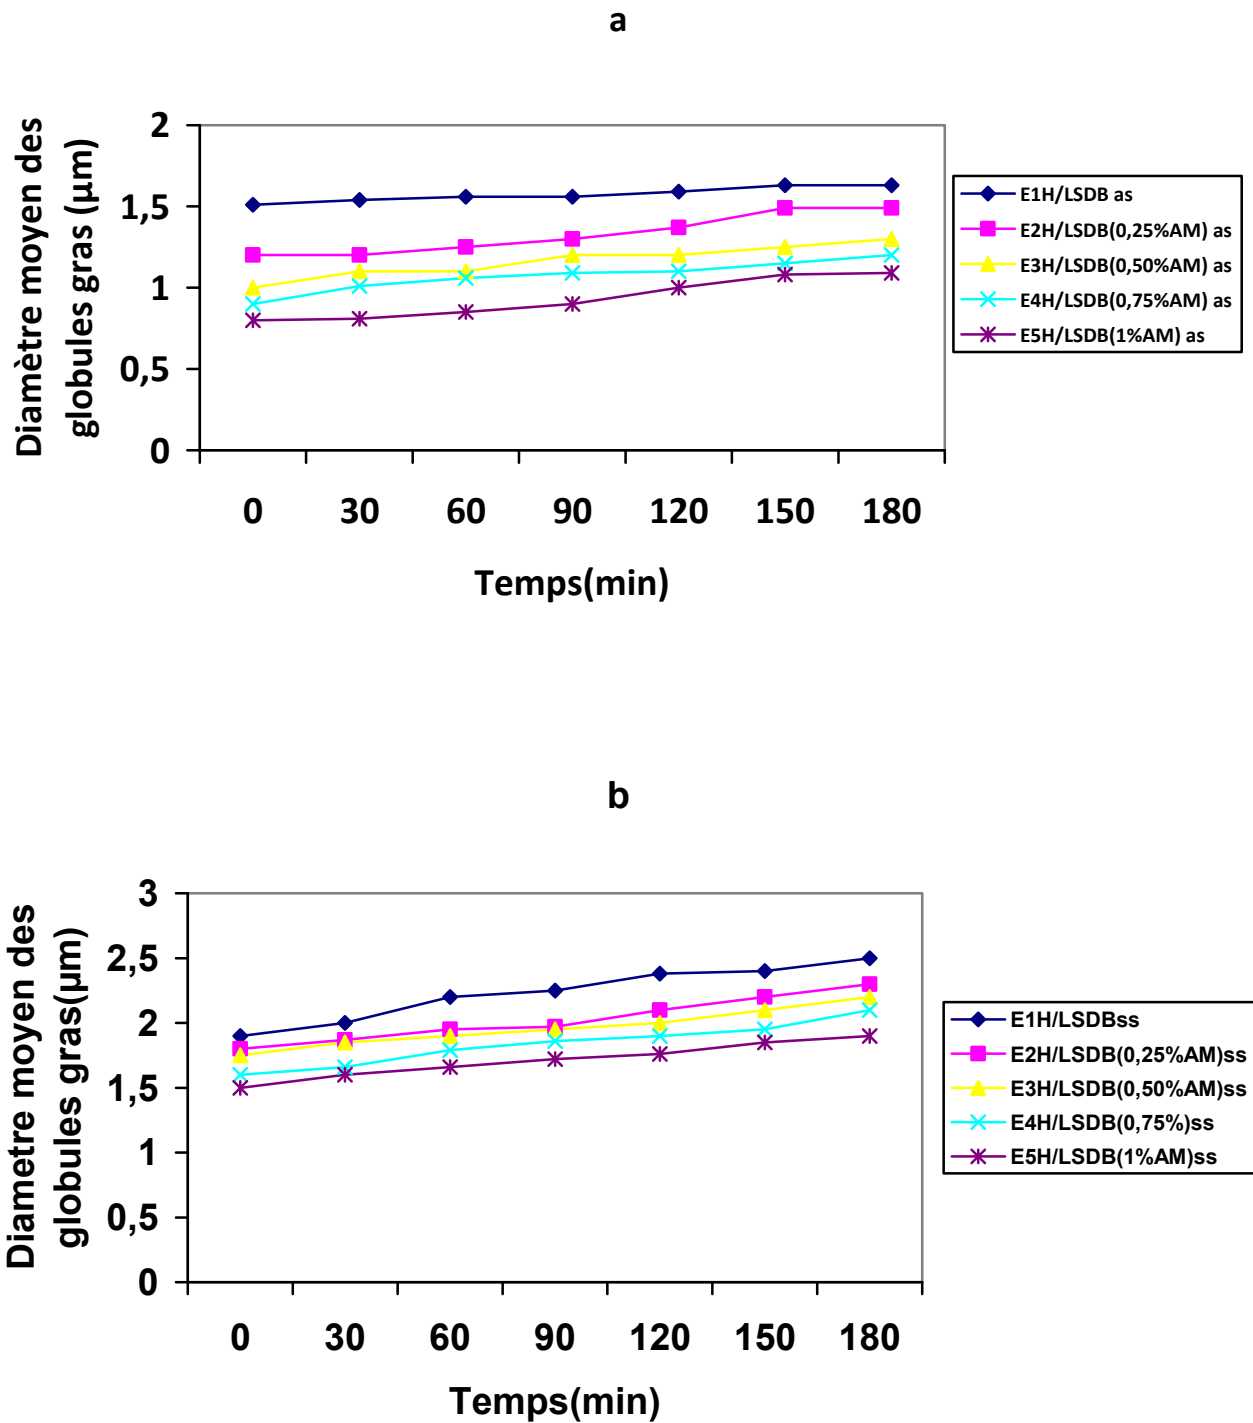 a
Diamètre moyen des
globules gras (µm)
2
1,5
1
0,5
0
0 30 60 90 120 150 180
Temps(min)
E1H/LSDB as
E2H/LSDB(0,25%AM) as
E3H/LSDB(0,50%AM) as
E4H/LSDB(0,75%AM) as
E5H/LSDB(1%AM) as
b
Diametre moyen des
globules gras(µm)
3
2,5
2
1,5
1
0,5
0
0 30 60 90 120 150 180
Temps(min)
E1H/LSDBss
E2H/LSDB(0,25%AM)ss
E3H/LSDB(0,50%AM)ss
E4H/LSDB(0,75%)ss
E5H/LSDB(1%AM)ss